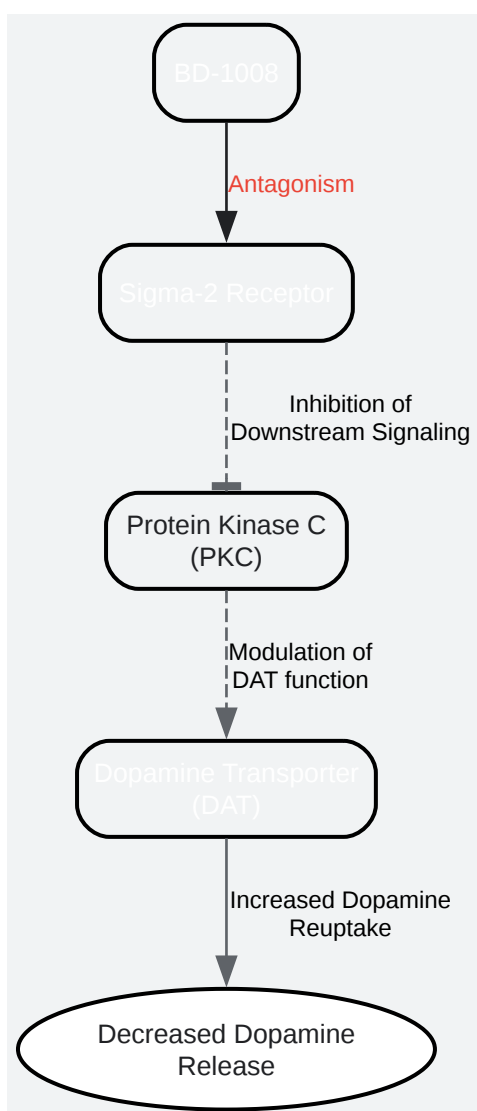 BD-1008
Antagonism
Sigma-2 Receptor
Inhibition of
Downstream Signaling
Protein Kinase C
(PKC)
Modulation of
DAT function
Dopamine Transporter
(DAT)
Increased Dopamine
Reuptake
Decreased Dopamine
Release